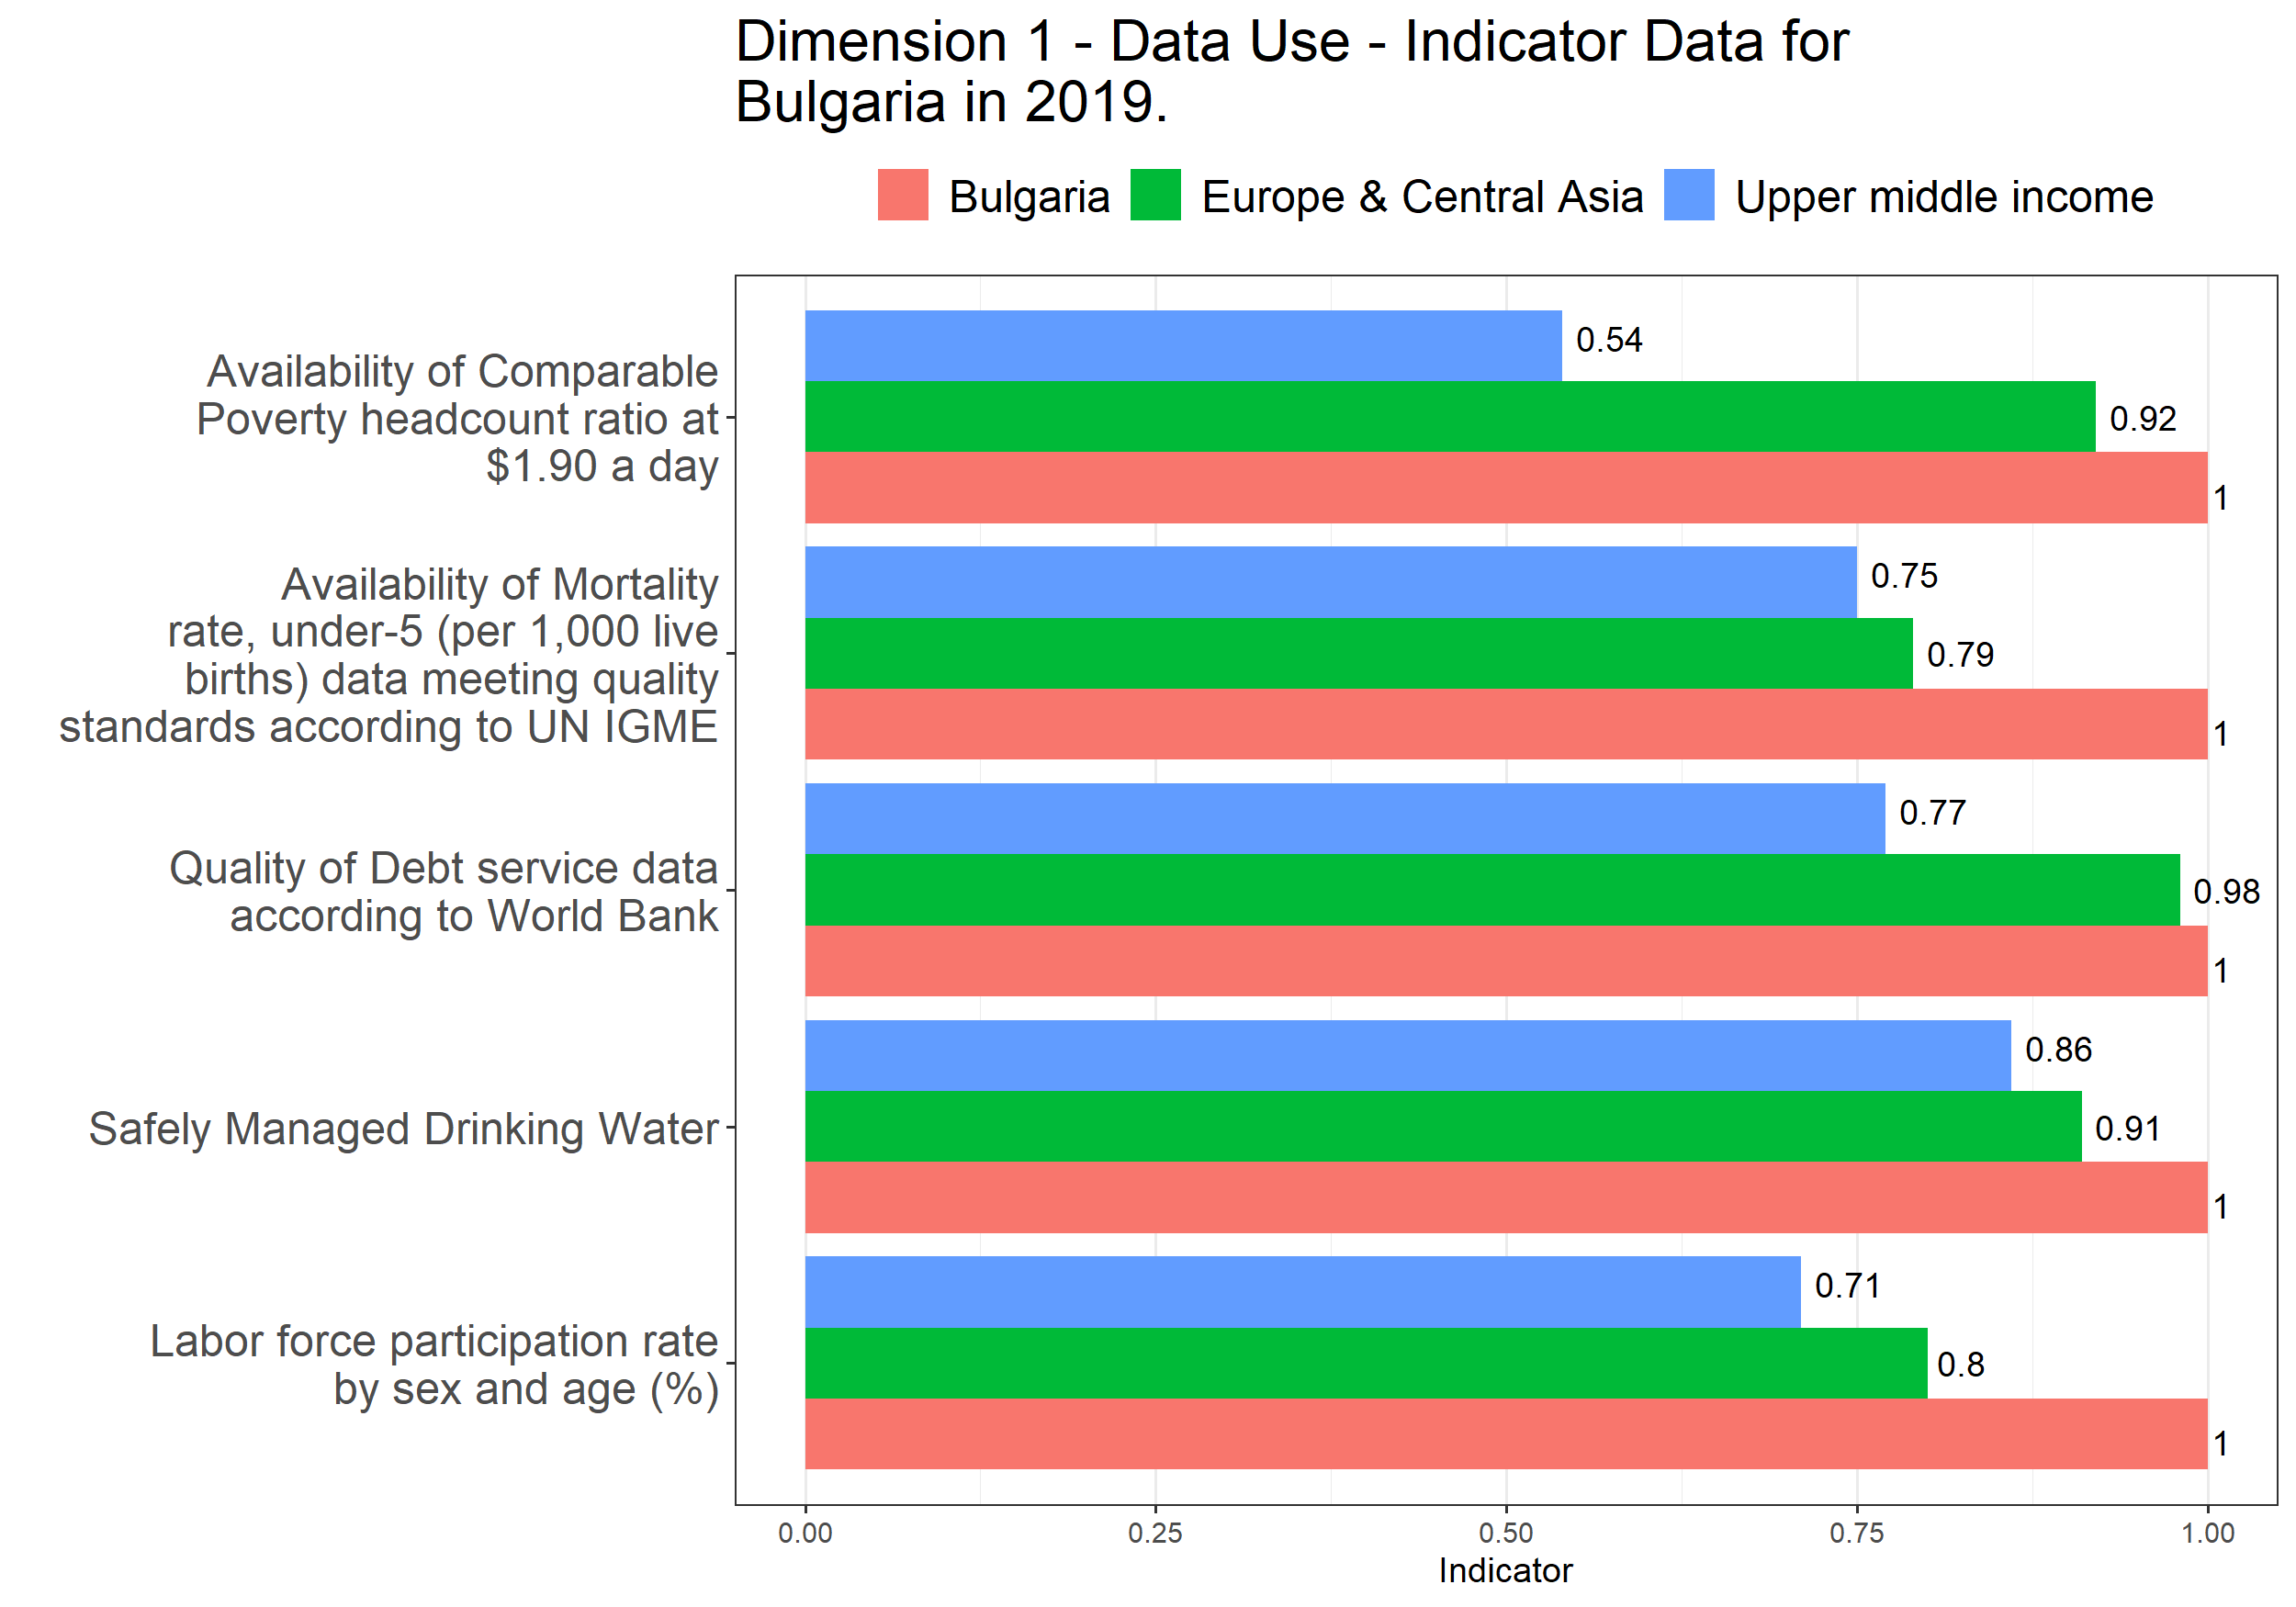 Dimension 1 - Data Use - Indicator Data for
Bulgaria in 2019.
Bulgaria
Europe & Central Asia
Upper middle income
Availability of Comparable
Poverty headcount ratio at
$1.90 a day
0.54
0.92
1
Availability of Mortality
rate, under-5 (per 1,000 live
births) data meeting quality
standards according to UN IGME
0.75
0.79
1
Quality of Debt service data
according to World Bank
0.77
0.98
1
Safely Managed Drinking Water
0.86
0.91
1
Labor force participation rate
by sex and age (%)
0.71
0.8
1
0.00
0.25
0.50
0.75
1.00
Indicator